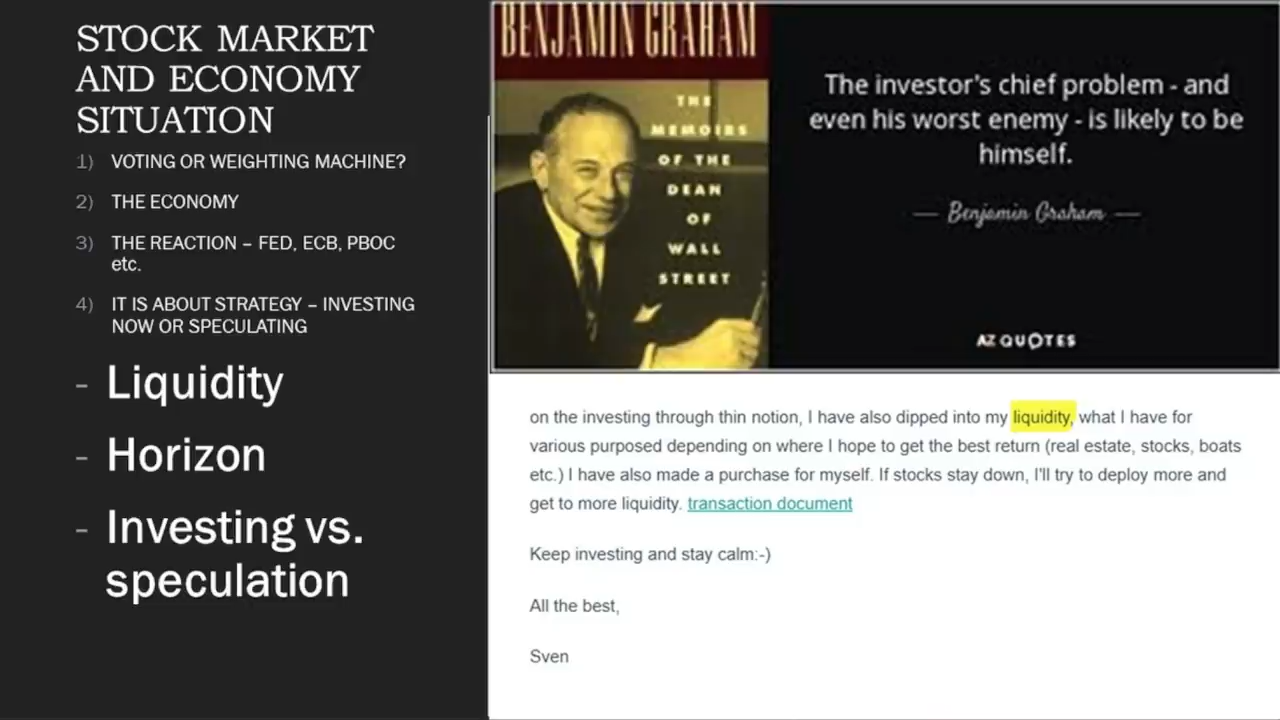 STOCK MARKET
AND ECONOMY
SITUATION
1) VOTING OR WEIGHTING MACHINE?
2) THE ECONOMY
3) THE REACTION – FED, ECB, PBOC
etc.
4) IT IS ABOUT STRATEGY – INVESTING
NOW OR SPECULATING
- Liquidity
- Horizon
- Investing vs.
speculation
BENJAMIN GRAHAM
THE
MEMOIRS
OF THE
DEAN
OF
WALL
STREET
The investor's chief problem - and
even his worst enemy - is likely to be
himself.
— Benjamin Graham —
AZ QUOTES
on the investing through thin notion, I have also dipped into my liquidity, what I have for
various purposed depending on where I hope to get the best return (real estate, stocks, boats
etc.) I have also made a purchase for myself. If stocks stay down, I'll try to deploy more and
get to more liquidity. transaction document
Keep investing and stay calm:-)
All the best,
Sven